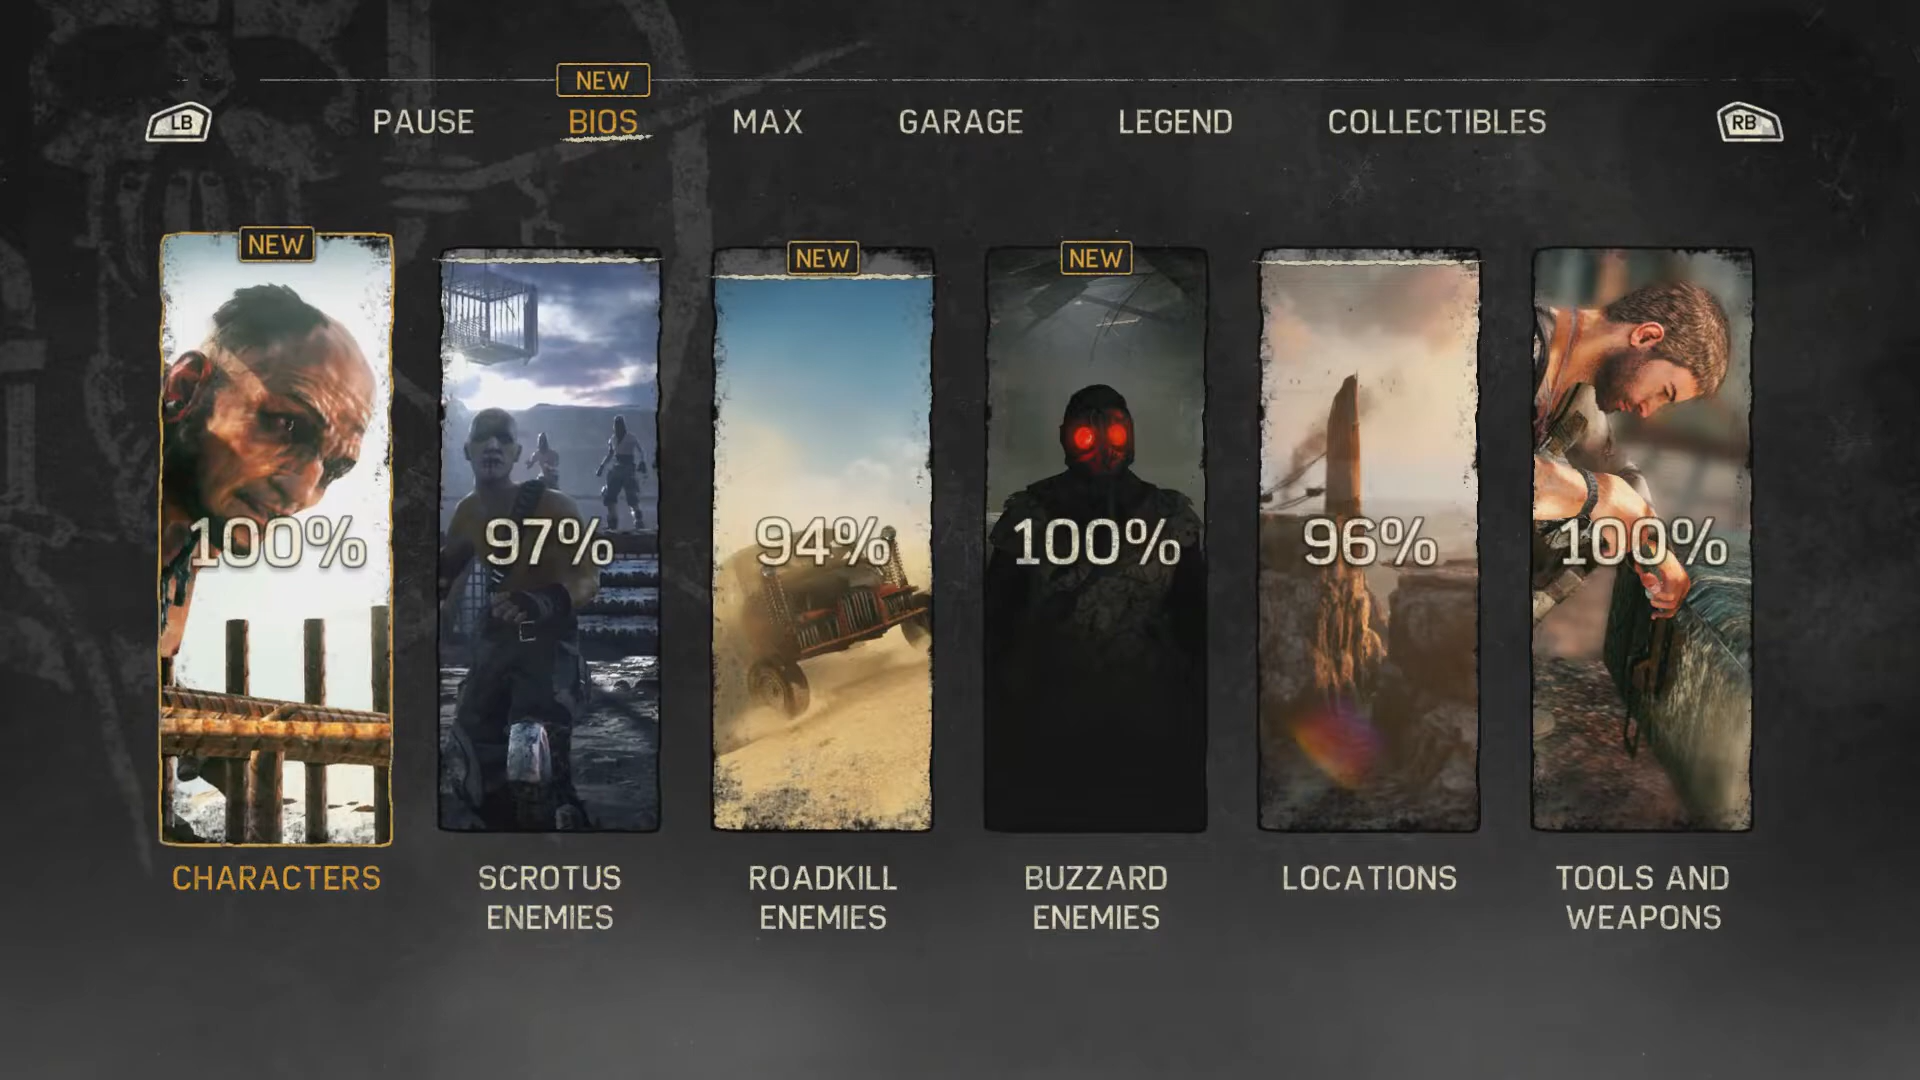 NEW
LB PAUSE BIOS MAX GARAGE LEGEND COLLECTIBLES RB
NEW NEW NEW
100% 97% 94% 100% 96% 100%
CHARACTERS
SCROTUS
ENEMIES
ROADKILL
ENEMIES
BUZZARD
ENEMIES
LOCATIONS
TOOLS AND
WEAPONS